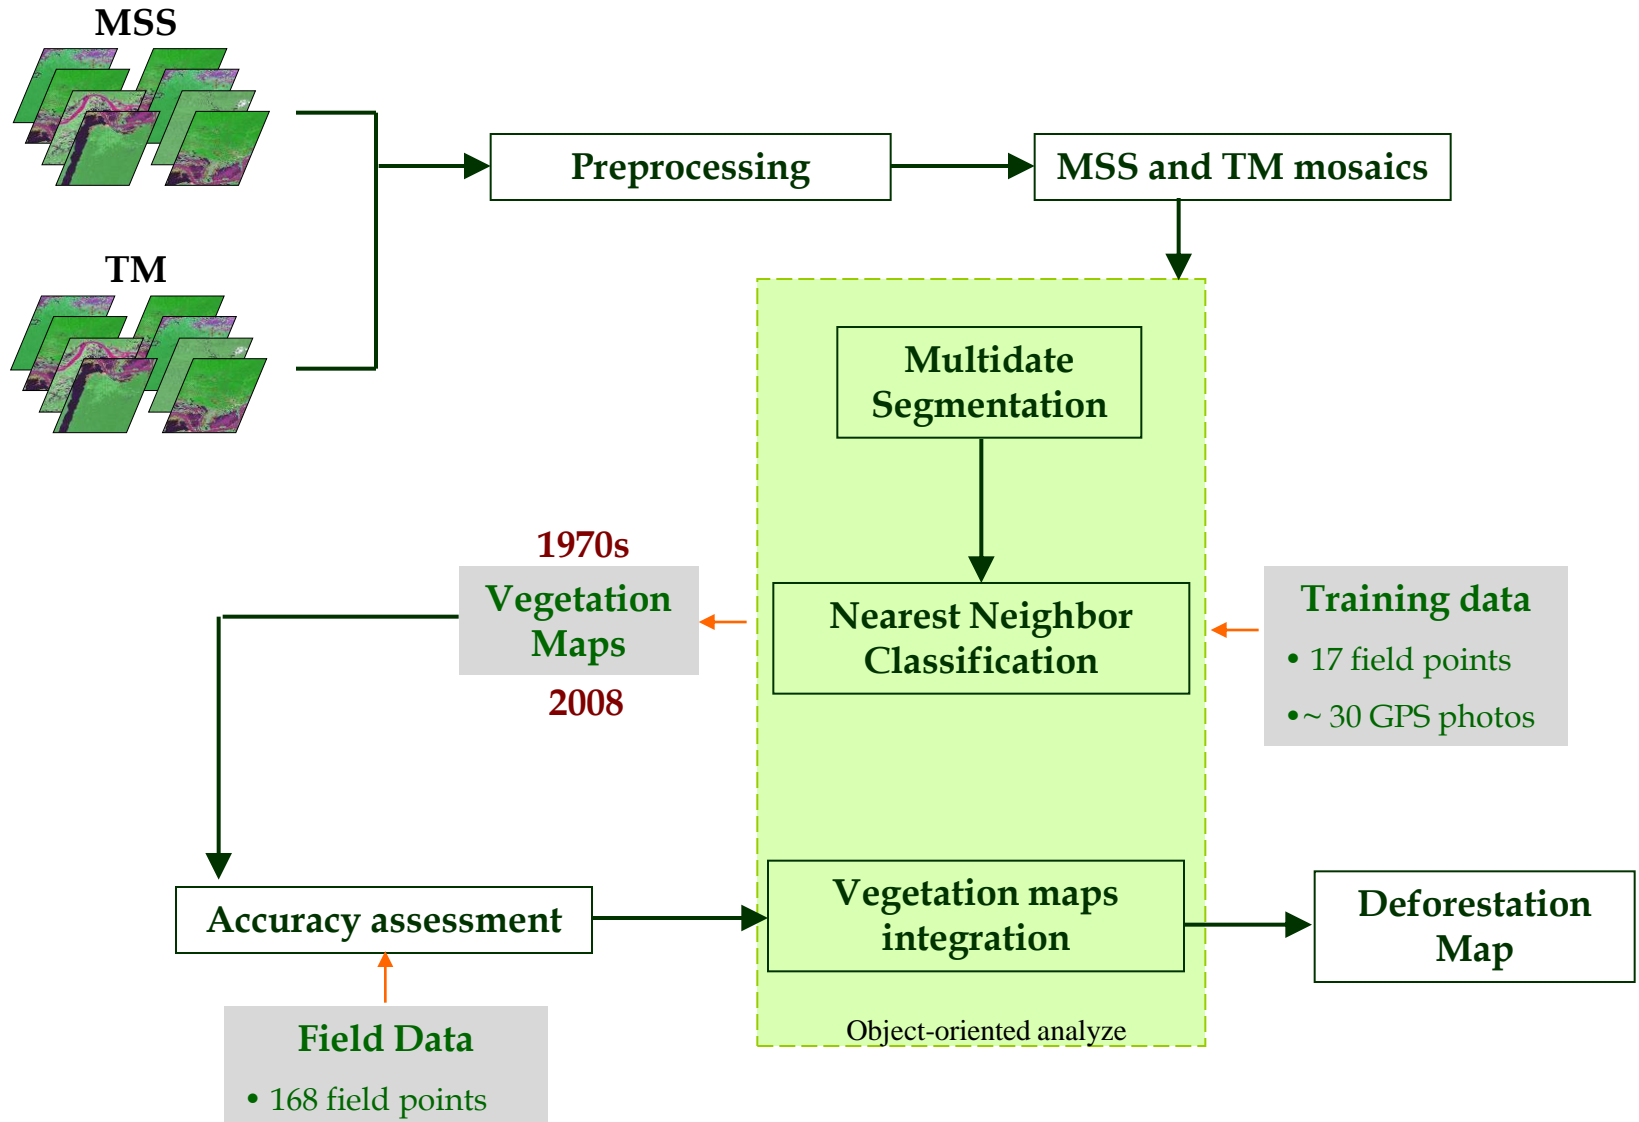 MSS
Preprocessing
MSS and TM mosaics
TM
Multidate
Segmentation
1970s
Vegetation
Maps
2008
Nearest Neighbor
Classification
Training data
• 17 field points
•~ 30 GPS photos
Accuracy assessment
Vegetation maps
integration
Deforestation
Map
Object-oriented analyze
Field Data
• 168 field points